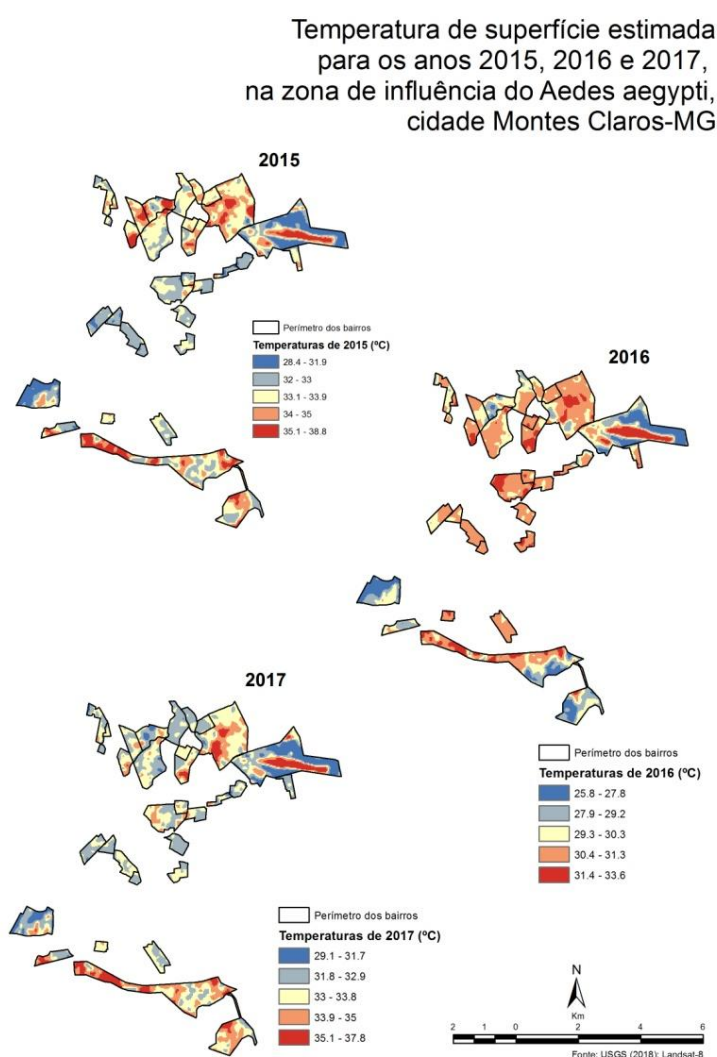 Temperatura de superfície estimada
para os anos 2015, 2016 e 2017,
na zona de influência do Aedes aegypti,
cidade Montes Claros-MG
2015
Perímetro dos bairros
Temperaturas de 2015 (ºC)
28.4 - 31.9
32 - 33
33.1 - 33.9
34 - 35
35.1 - 38.8
2016
Perímetro dos bairros
Temperaturas de 2016 (ºC)
25.8 - 27.8
27.9 - 29.2
29.3 - 30.3
30.4 - 31.3
31.4 - 33.6
2017
Perímetro dos bairros
Temperaturas de 2017 (ºC)
29.1 - 31.7
31.8 - 32.9
33 - 33.8
33.9 - 35
35.1 - 37.8
N
Km
2 1 0 2 4 6
Fonte: USGS (2018): Landsat-8